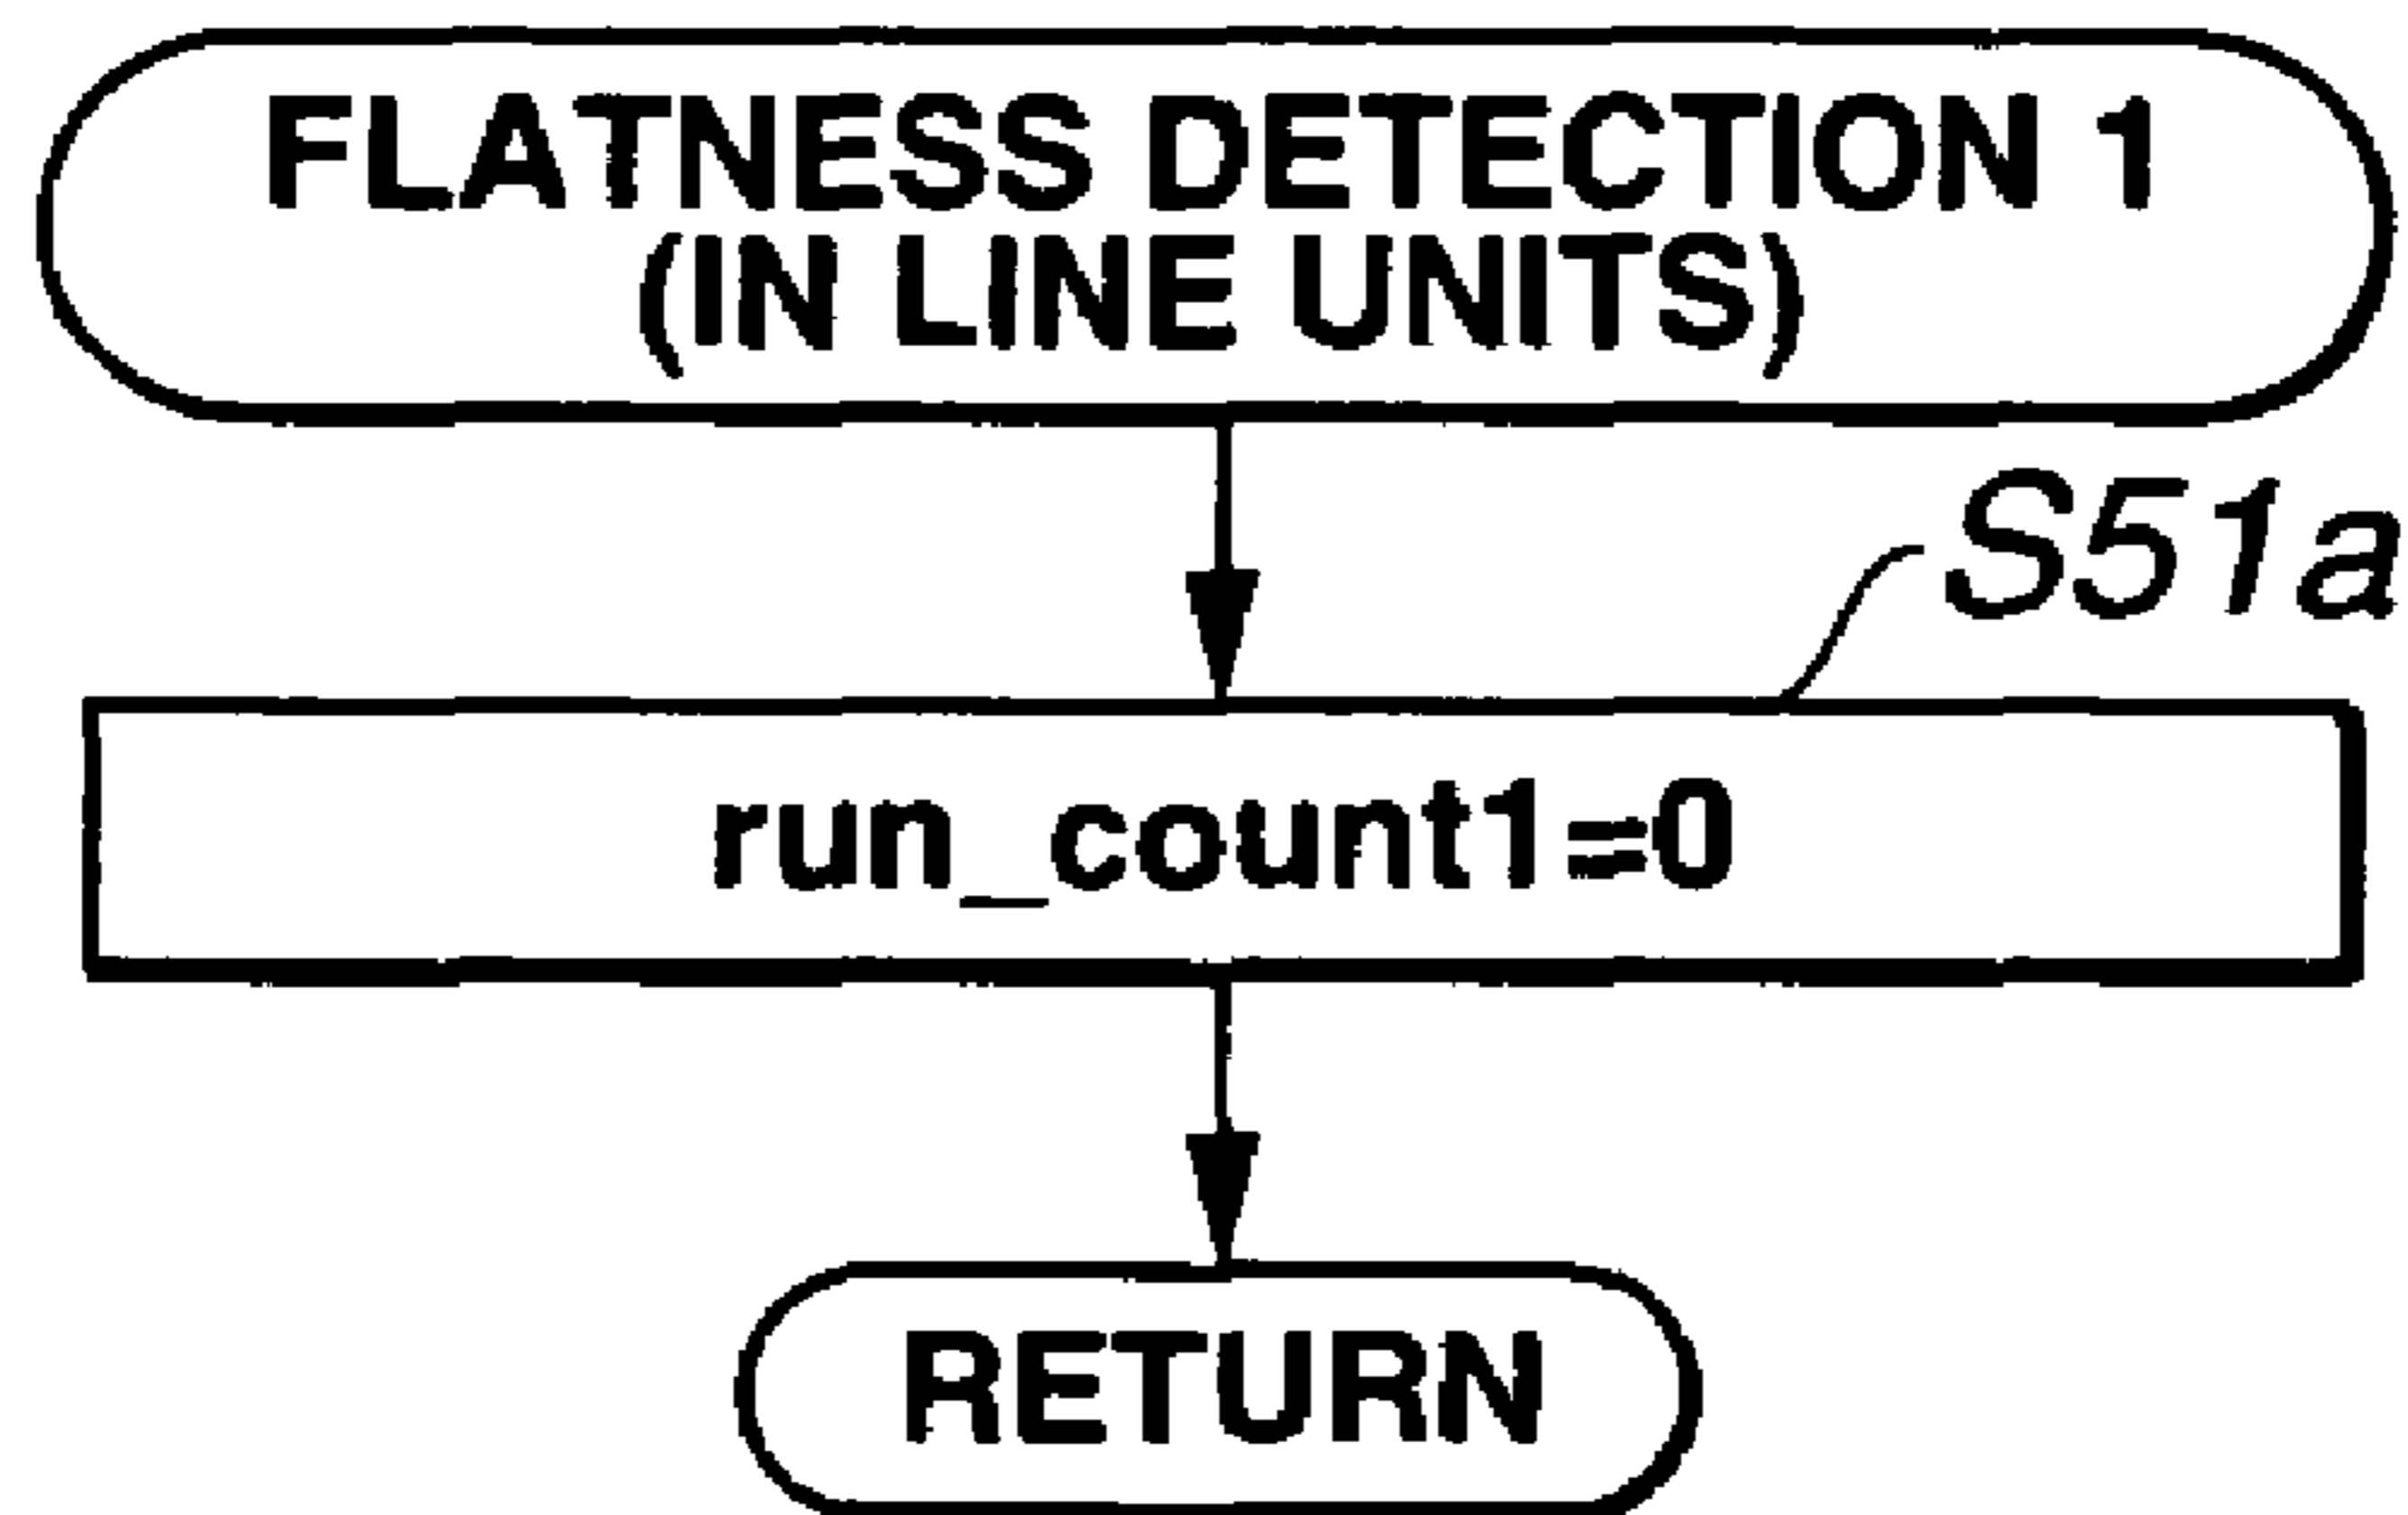 FLATNESS DETECTION 1
(IN LINE UNITS)
S51a
run_count1=0
RETURN